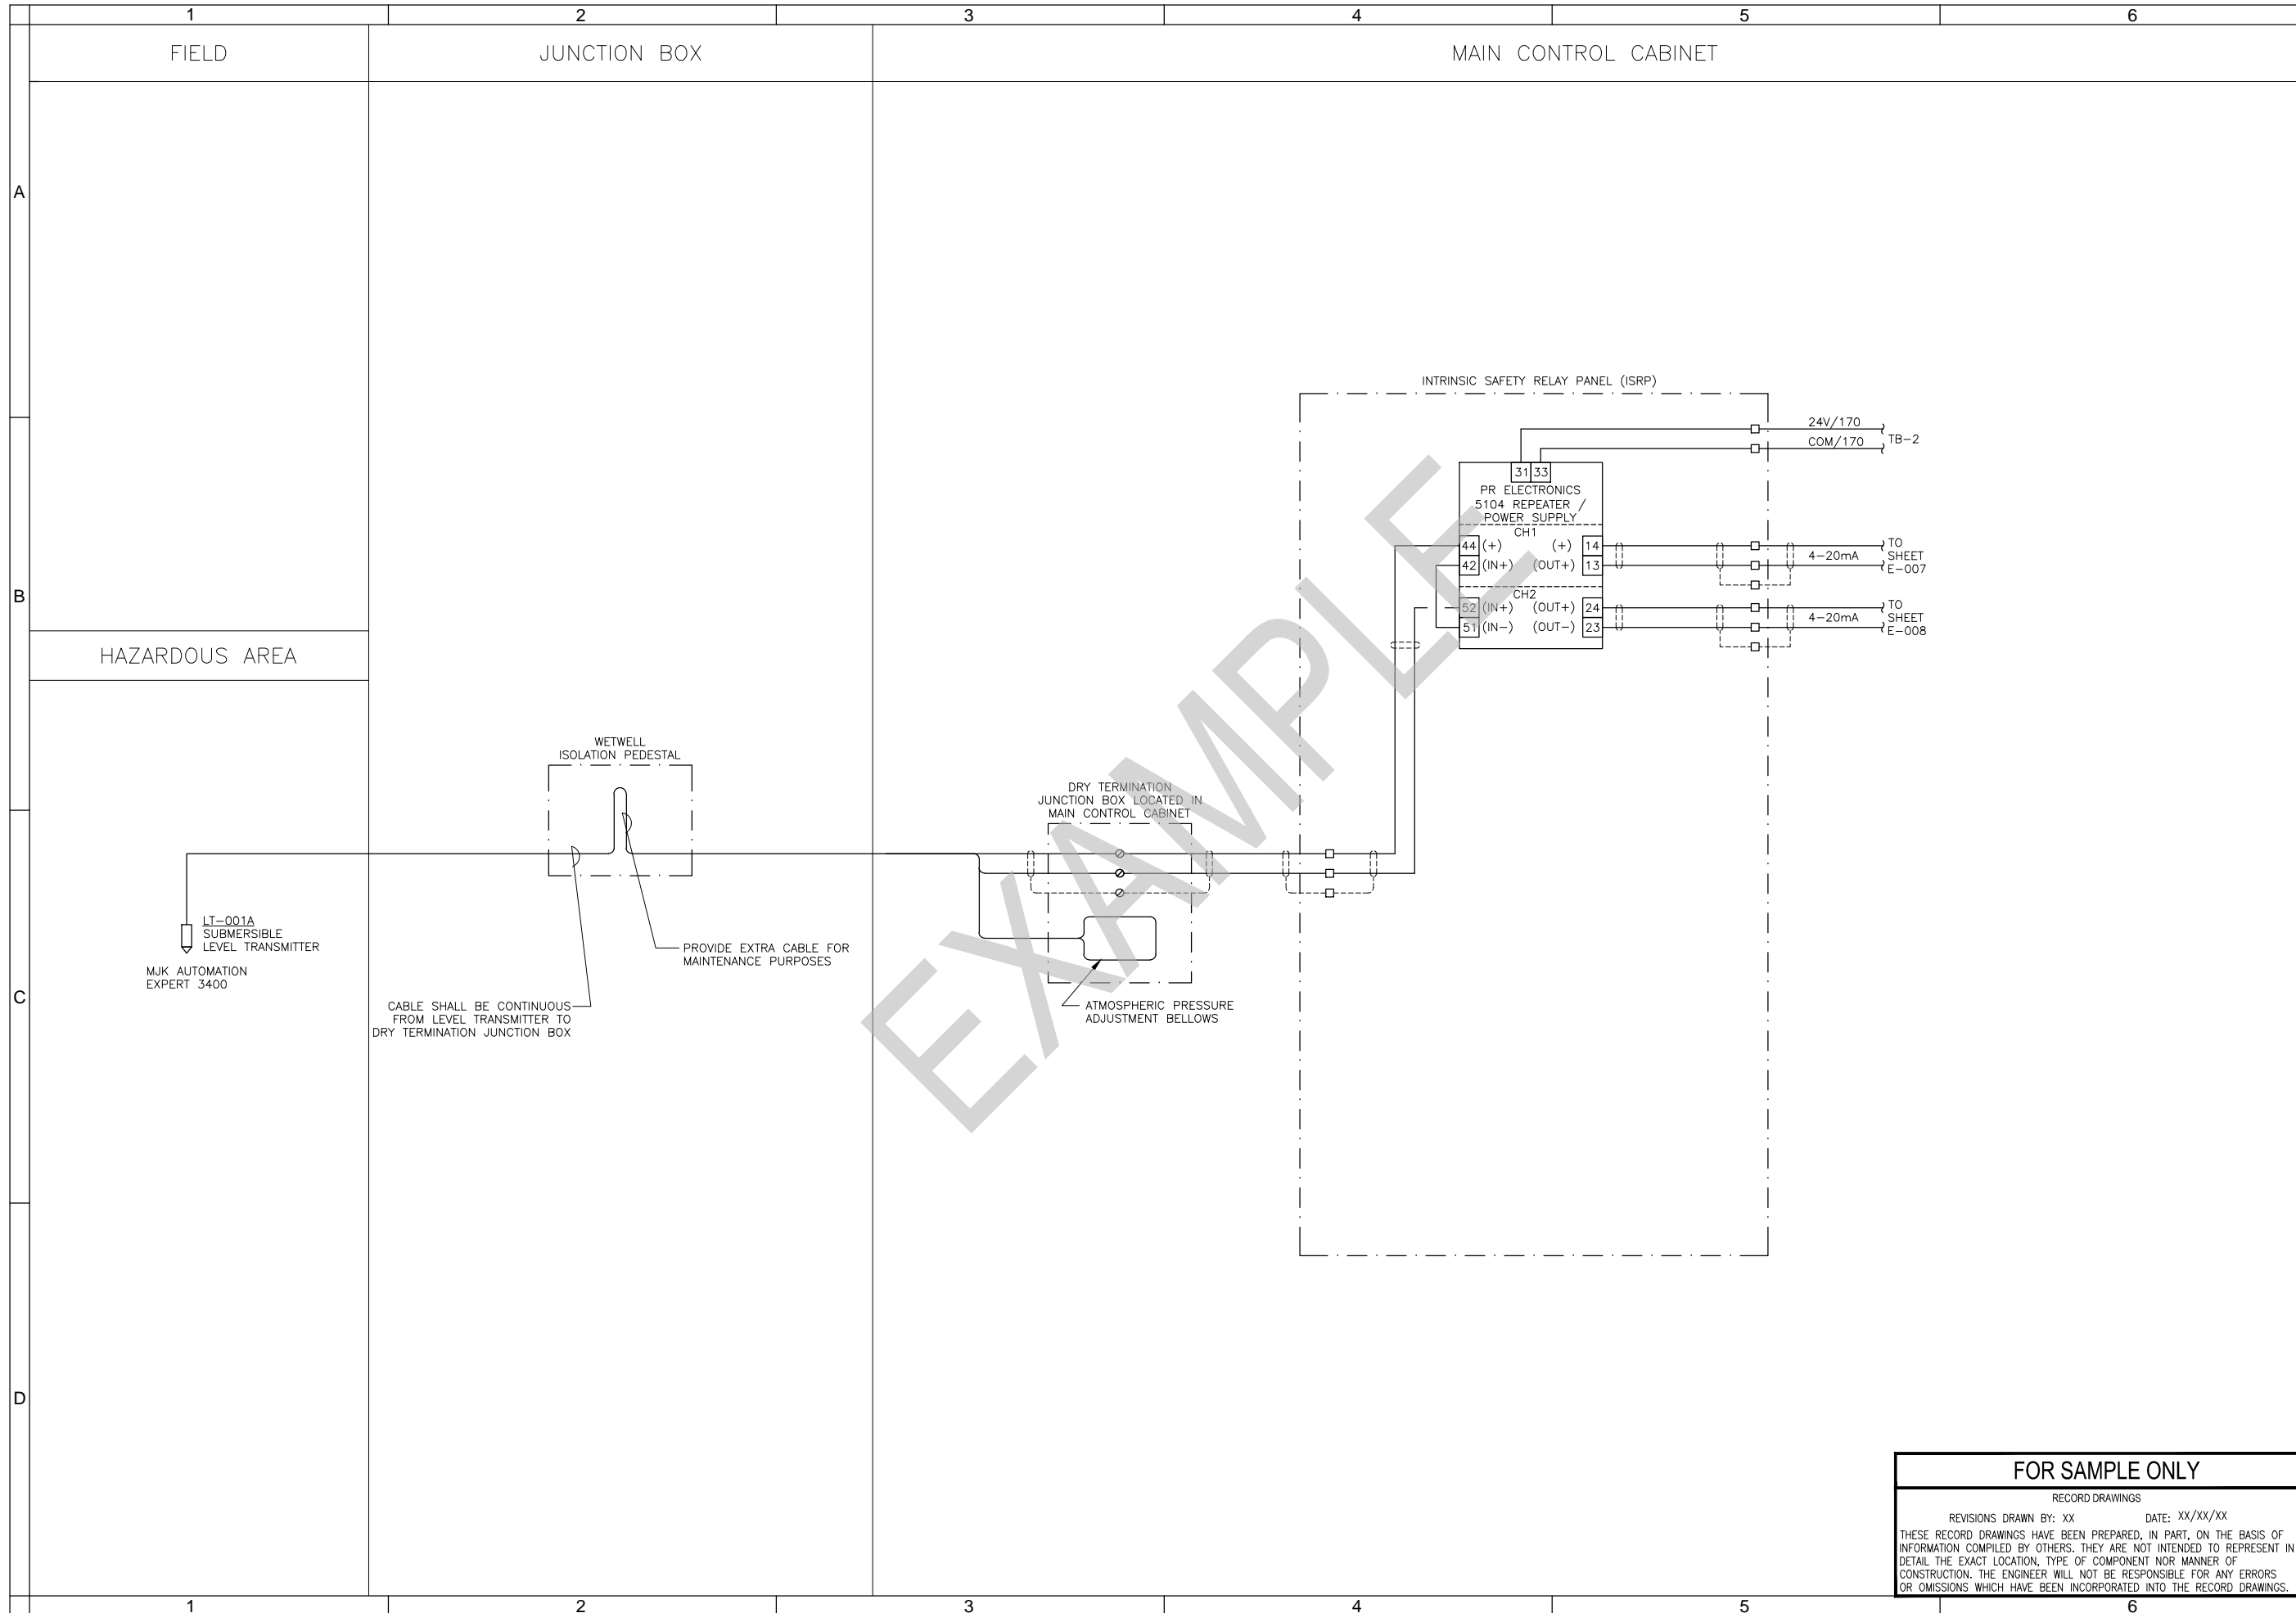 1 2 3 4 5 6
FIELD JUNCTION BOX MAIN CONTROL CABINET
A
INTRINSIC SAFETY RELAY PANEL (ISRP)
24V/170
COM/170
TB-2
31 33
PR ELECTRONICS
5104 REPEATER /
POWER SUPPLY
CH1
44 (+) (+) 14
42 (IN+) (OUT+) 13
4-20mA
TO
SHEET
E-007
CH2
52 (IN+) (OUT+) 24
51 (IN-) (OUT-) 23
4-20mA
TO
SHEET
E-008
B
HAZARDOUS AREA
WETWELL
ISOLATION PEDESTAL
DRY TERMINATION
JUNCTION BOX LOCATED IN
MAIN CONTROL CABINET
EXAMPLE
LT-001A
SUBMERSIBLE
LEVEL TRANSMITTER
MJK AUTOMATION
EXPERT 3400
PROVIDE EXTRA CABLE FOR
MAINTENANCE PURPOSES
C
CABLE SHALL BE CONTINUOUS
FROM LEVEL TRANSMITTER TO
DRY TERMINATION JUNCTION BOX
ATMOSPHERIC PRESSURE
ADJUSTMENT BELLOWS
D
FOR SAMPLE ONLY
RECORD DRAWINGS
REVISIONS DRAWN BY: XX DATE: XX/XX/XX
THESE RECORD DRAWINGS HAVE BEEN PREPARED, IN PART, ON THE BASIS OF
INFORMATION COMPILED BY OTHERS. THEY ARE NOT INTENDED TO REPRESENT IN
DETAIL THE EXACT LOCATION, TYPE OF COMPONENT NOR MANNER OF
CONSTRUCTION. THE ENGINEER WILL NOT BE RESPONSIBLE FOR ANY ERRORS
OR OMISSIONS WHICH HAVE BEEN INCORPORATED INTO THE RECORD DRAWINGS.
1 2 3 4 5 6